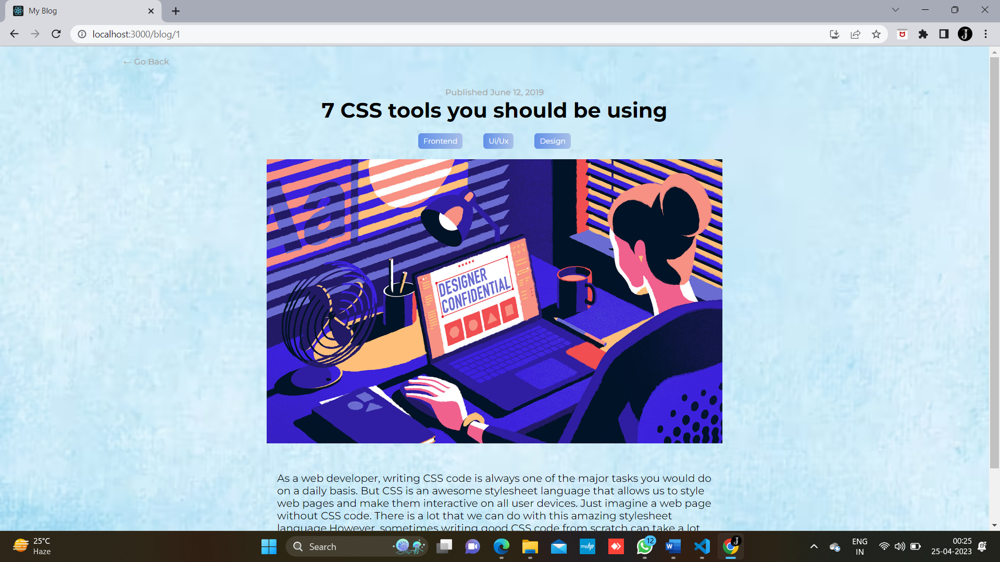 My Blog
localhost:3000/blog/1
← Go Back
Published June 12, 2019
7 CSS tools you should be using
Frontend
Ui/Ux
Design
Aa
DESIGNER
CONFIDENTIAL
As a web developer, writing CSS code is always one of the major tasks you would do
on a daily basis. But CSS is an awesome stylesheet language that allows us to style
web pages and make them interactive on all user devices. Just imagine a web page
without CSS code. There is a lot that we can do with this amazing stylesheet
language.However, sometimes writing good CSS code from scratch can take a lot
25°C
Haze
Search
myhp
12
W
J
ENG
IN
00:25
25-04-2023